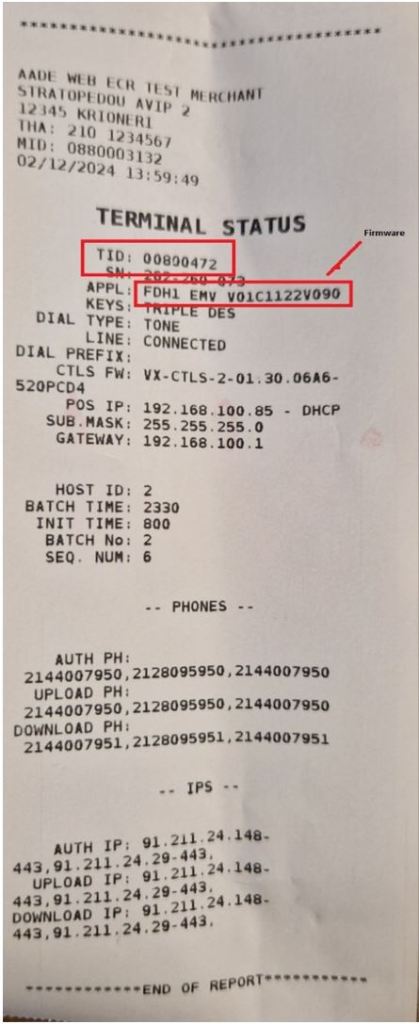 ********************************************
AADE WEB ECR TEST MERCHANT
STRATOPEDOU AVIP 2
12345 KRIONERI
THA: 210 1234567
MID: 0880003132
02/12/2024 13:59:49
TERMINAL STATUS
Firmware
TID: 00800472
SN:
APPL: FDH1 EMV V01C1122V090
KEYS: TRIPLE DES
DIAL TYPE: TONE
LINE: CONNECTED
DIAL PREFIX:
CTLS FW: VX-CTLS-2-01.30.06A6-
520PCD4
POS IP: 192.168.100.85 - DHCP
SUB.MASK: 255.255.255.0
GATEWAY: 192.168.100.1
HOST ID: 2
BATCH TIME: 2330
INIT TIME: 800
BATCH No: 2
SEQ. NUM: 6
-- PHONES --
AUTH PH:
2144007950,2128095950,2144007950
UPLOAD PH:
2144007950,2128095950,2144007950
DOWNLOAD PH:
2144007951,2128095951,2144007951
-- IPS --
AUTH IP: 91.211.24.148-
443,91.211.24.29-443,
UPLOAD IP: 91.211.24.148-
443,91.211.24.29-443,
DOWNLOAD IP: 91.211.24.148-
443,91.211.24.29-443,
************END OF REPORT***********